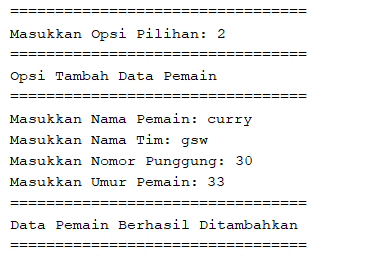 =================================
Masukkan Opsi Pilihan: 2
=================================
Opsi Tambah Data Pemain
=================================
Masukkan Nama Pemain: curry
Masukkan Nama Tim: gsw
Masukkan Nomor Punggung: 30
Masukkan Umur Pemain: 33
=================================
Data Pemain Berhasil Ditambahkan
=================================